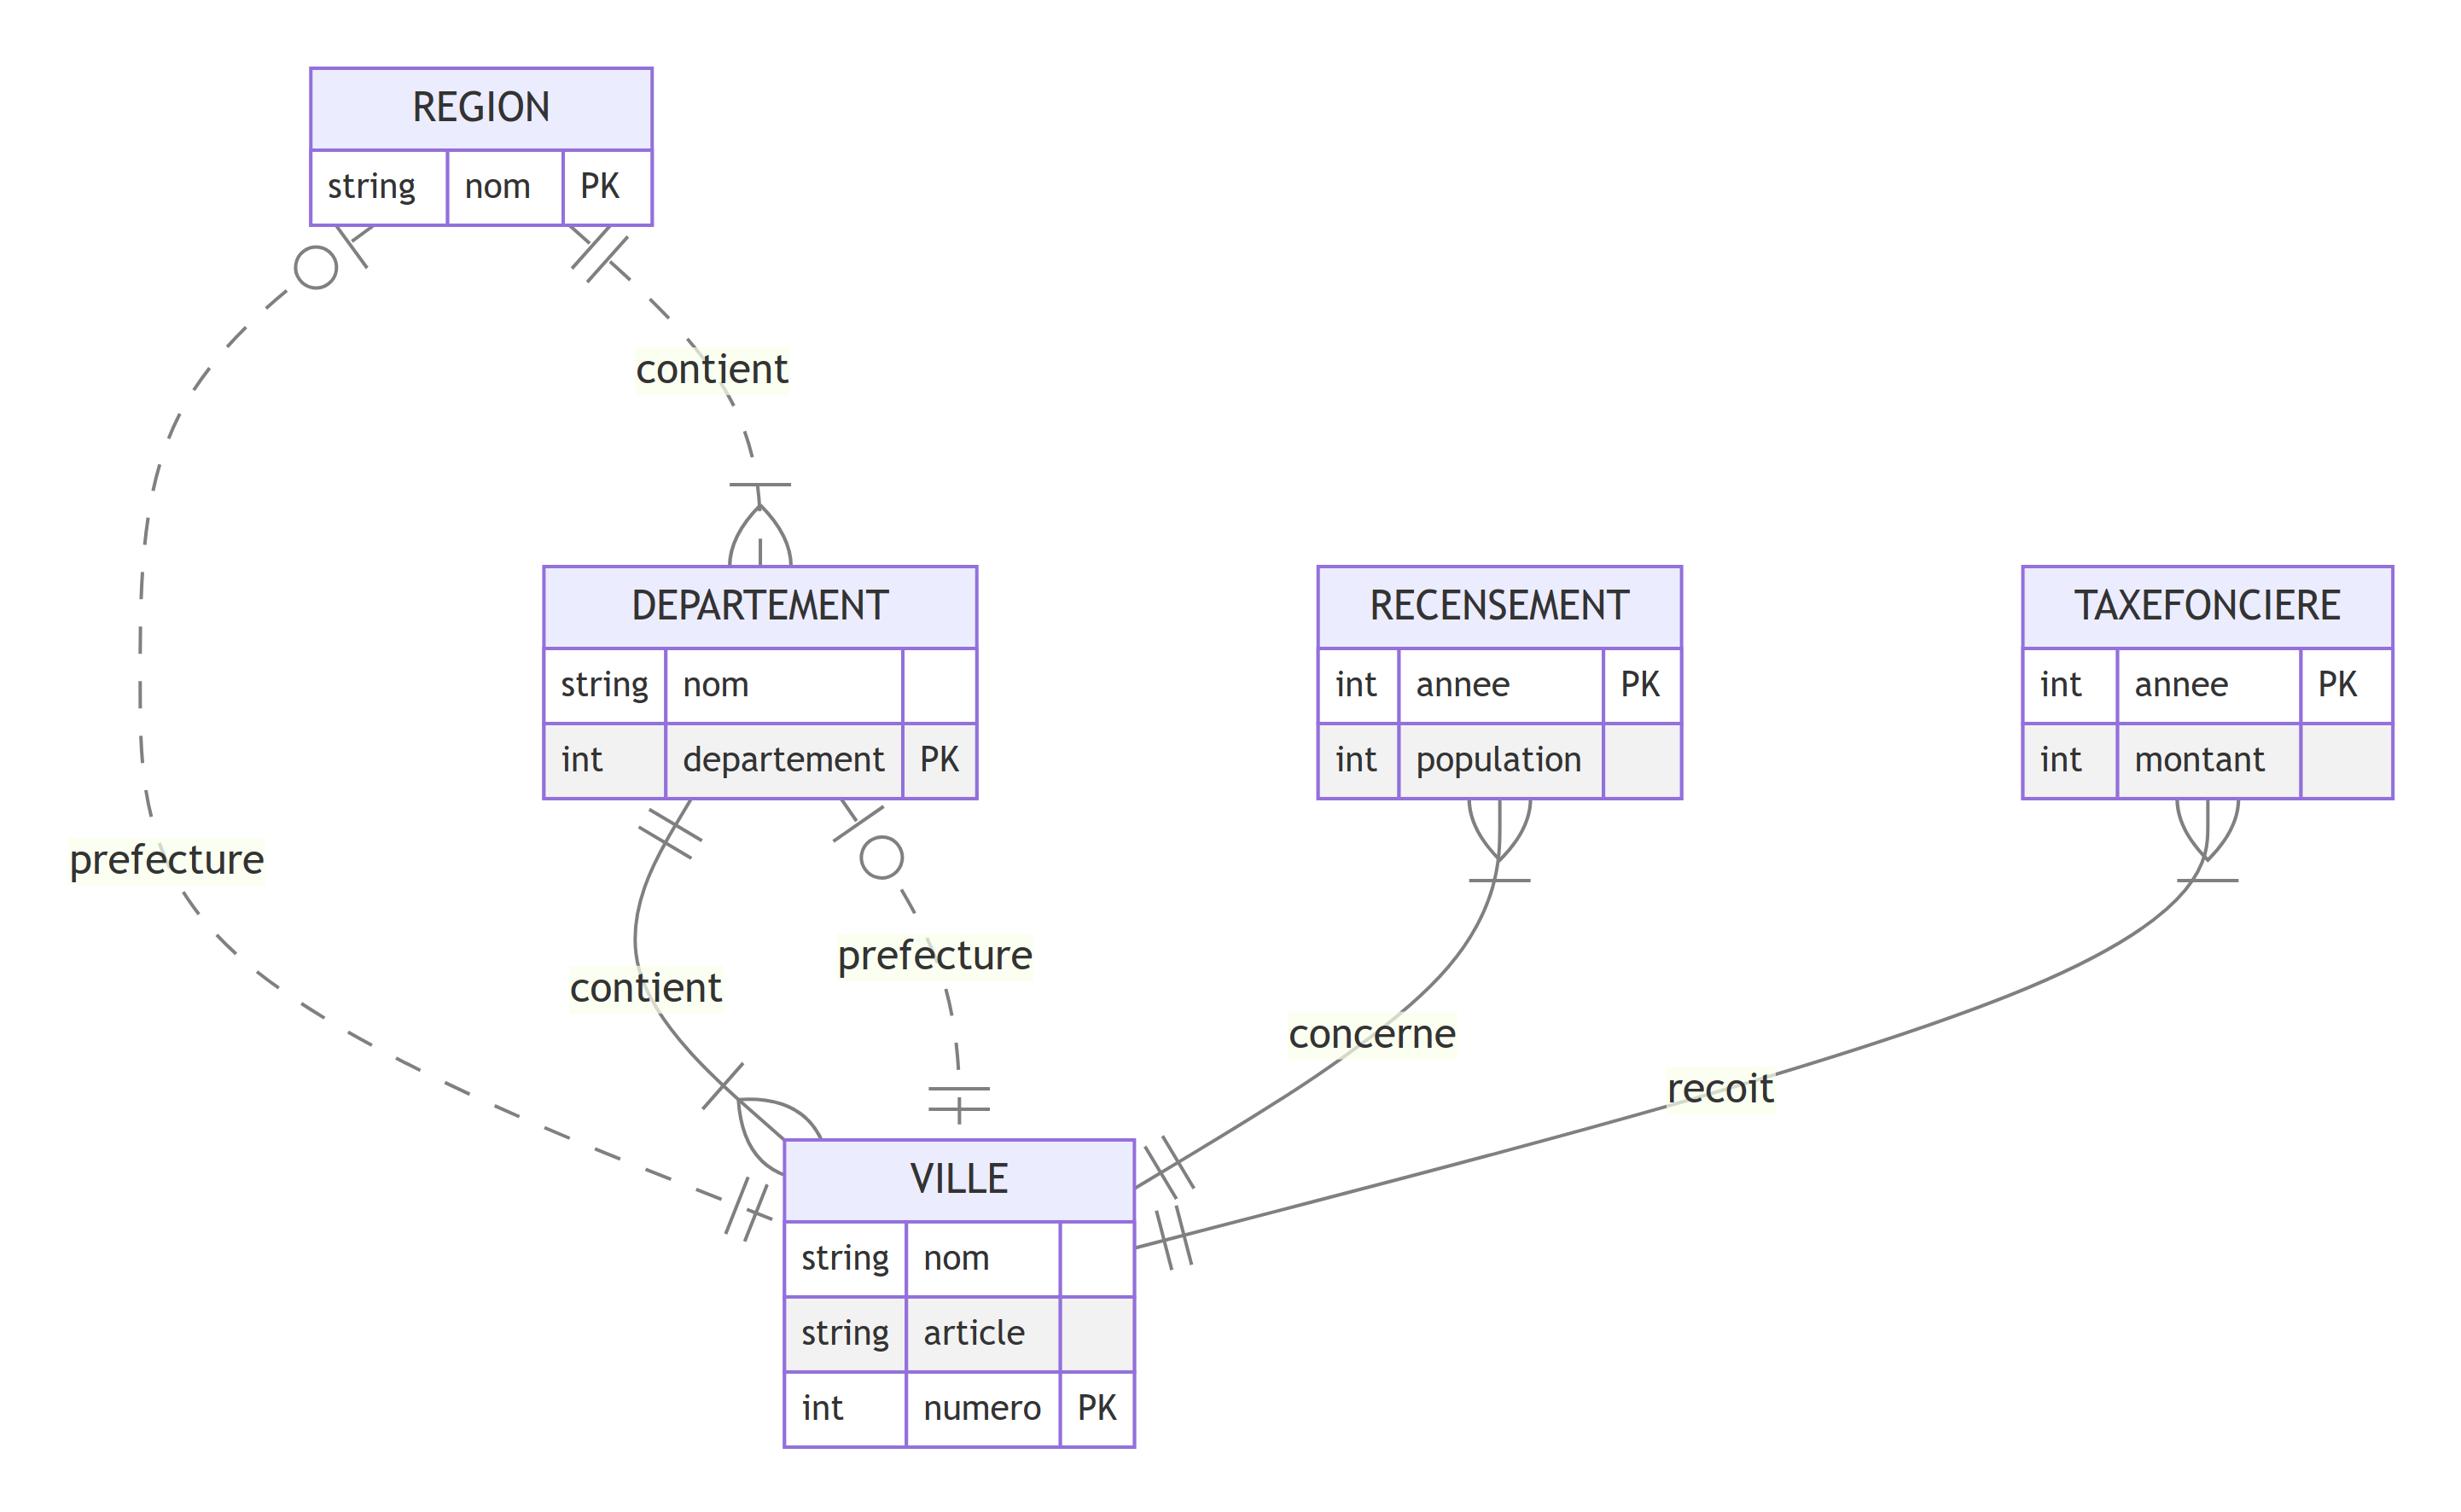 REGION
string nom PK
contient
DEPARTEMENT
string nom
int departement PK
RECENSEMENT
int annee PK
int population
TAXEFONCIERE
int annee PK
int montant
prefecture
prefecture
contient
concerne
recoit
VILLE
string nom
string article
int numero PK